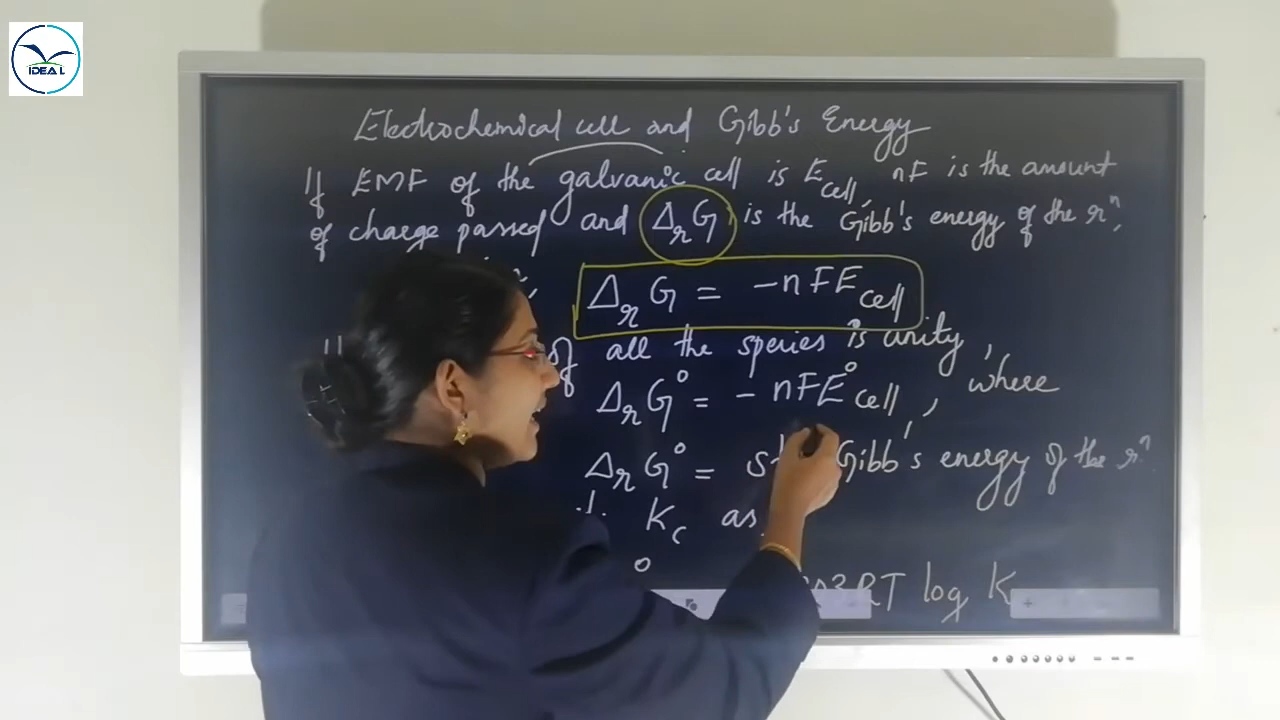 IDEAL
Electrochemical cell and Gibb's Energy
If EMF of the galvanic cell is Ecell, nF is the amount
of charge passed and ΔrG is the Gibb's energy of the rⁿ,
ΔrG = -nFEcell
of all the species is unity,
ΔrG° = - nFE°cell, where
ΔrG° = Gibb's energy of the rⁿ.
Kc as
RT log K